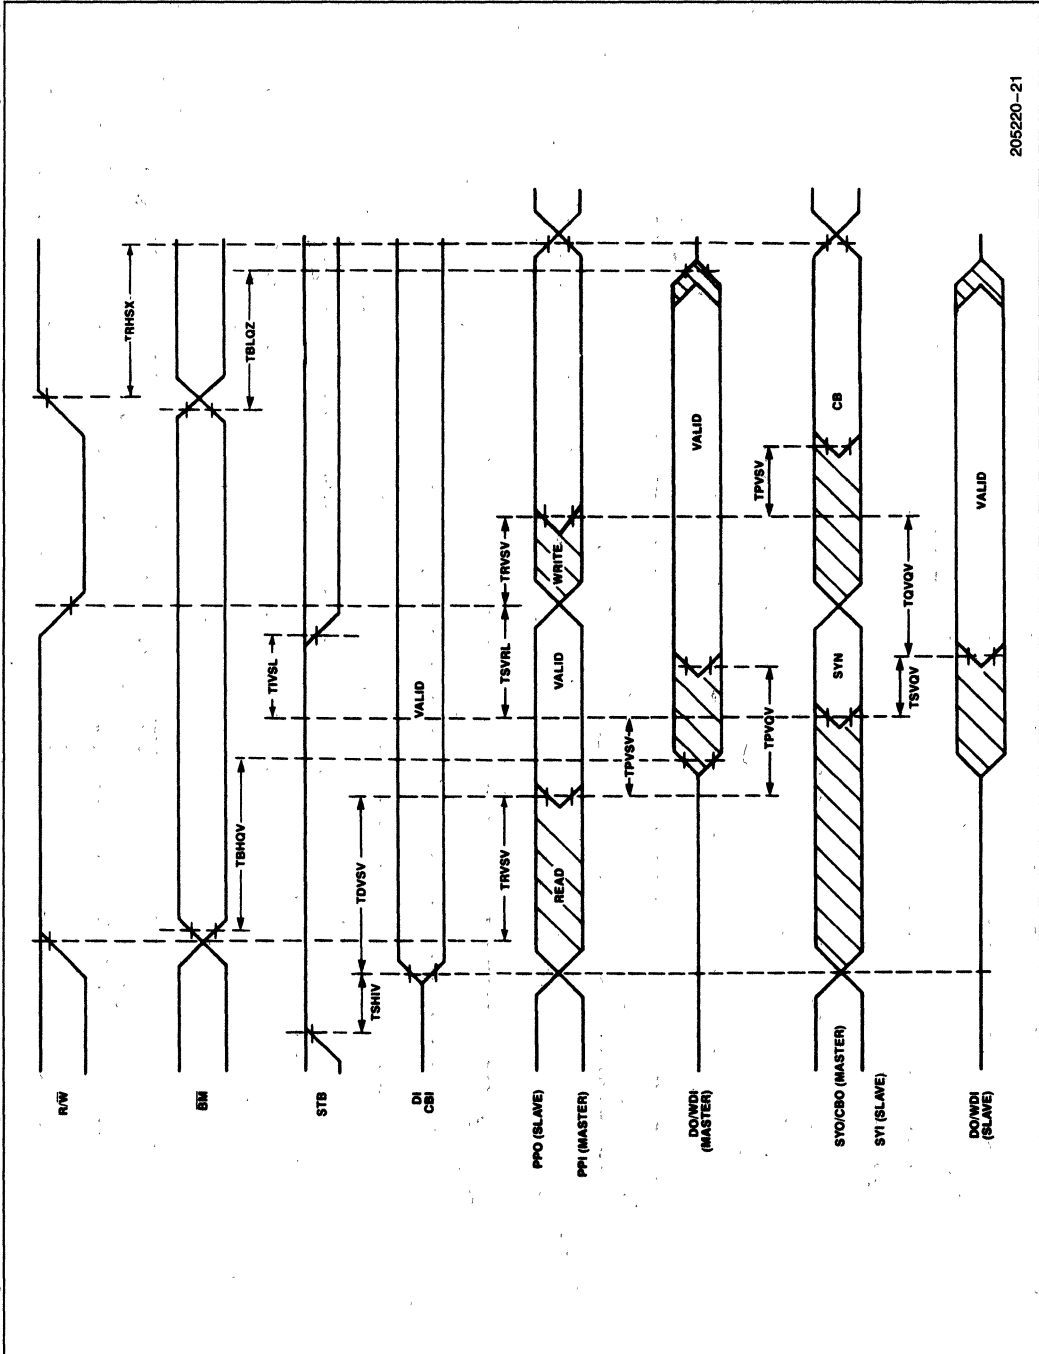 R/W̅
B̅M̅
STB
DI
CBI
PPO (SLAVE)
PPI (MASTER)
DO/WDI
(MASTER)
SYO/CBO (MASTER)
SYI (SLAVE)
DO/WDI
(SLAVE)
TRHSX
TBHQV
TBLQZ
TSHIV
TDVSV
TIVSL
VALID
TRVSV
TSVRL
TRVSV
READ
VALID
WRITE
TPVSV
TPVQV
VALID
TPVSV
SYN
CB
TSVQV
TQVQV
VALID
205220-21